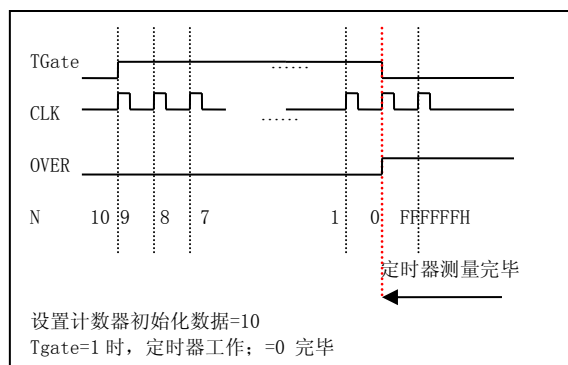 TGate
……
CLK
……
OVER
N 10 9 8 7 1 0 FFFFFFH
定时器测量完毕
设置计数器初始化数据=10
Tgate=1 时，定时器工作；=0 完毕